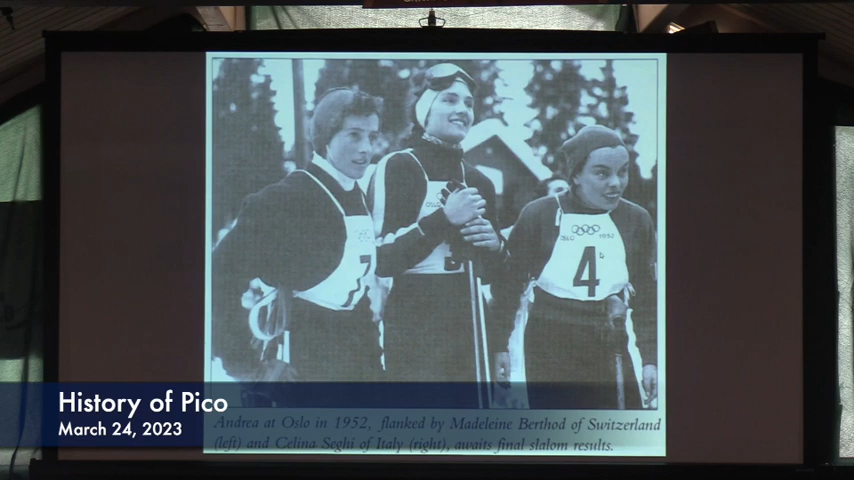 OSLO 1952
7
4
History of Pico
March 24, 2023
Andrea at Oslo in 1952, flanked by Madeleine Berthod of Switzerland
(left) and Celina Seghi of Italy (right), awaits final slalom results.